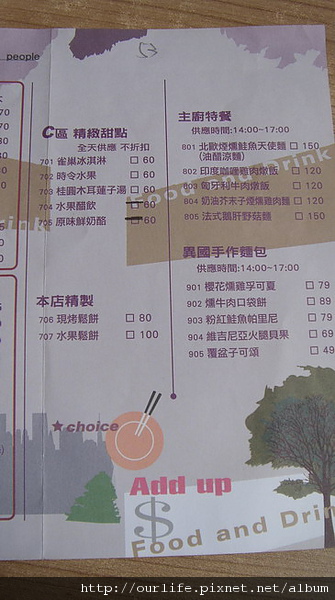 people
C區 精緻甜點
全天供應 不折扣
701 雀巢冰淇淋 □ 60
702 時令水果 □ 60
703 桂圓木耳蓮子湯 □ 60
704 水果醋飲 □ 60
705 原味鮮奶酪 □ 60
本店精製
706 現烤鬆餅 □ 80
707 水果鬆餅 □ 100
主廚特餐
供應時間:14:00~17:00
801 北歐煙燻鮭魚天使麵 □ 150
(油醋涼麵)
802 印度咖哩雞肉燉飯 □ 120
803 匈牙利牛肉燉飯 □ 120
804 奶油芥末子煙燻雞肉麵 □ 120
805 法式鵝肝野菇麵 □ 150
異國手作麵包
供應時間:14:00~17:00
901 櫻花燻雞孚可夏 □ 79
902 燻牛肉口袋餅 □ 89
903 粉紅鮭魚帕里尼 □ 79
904 維吉尼亞火腿貝果 □ 69
905 覆盆子可頌 □ 49
Food and Drink
★choice
Add up
$
Food and Drin
http://ourlife.pixnet.net/album